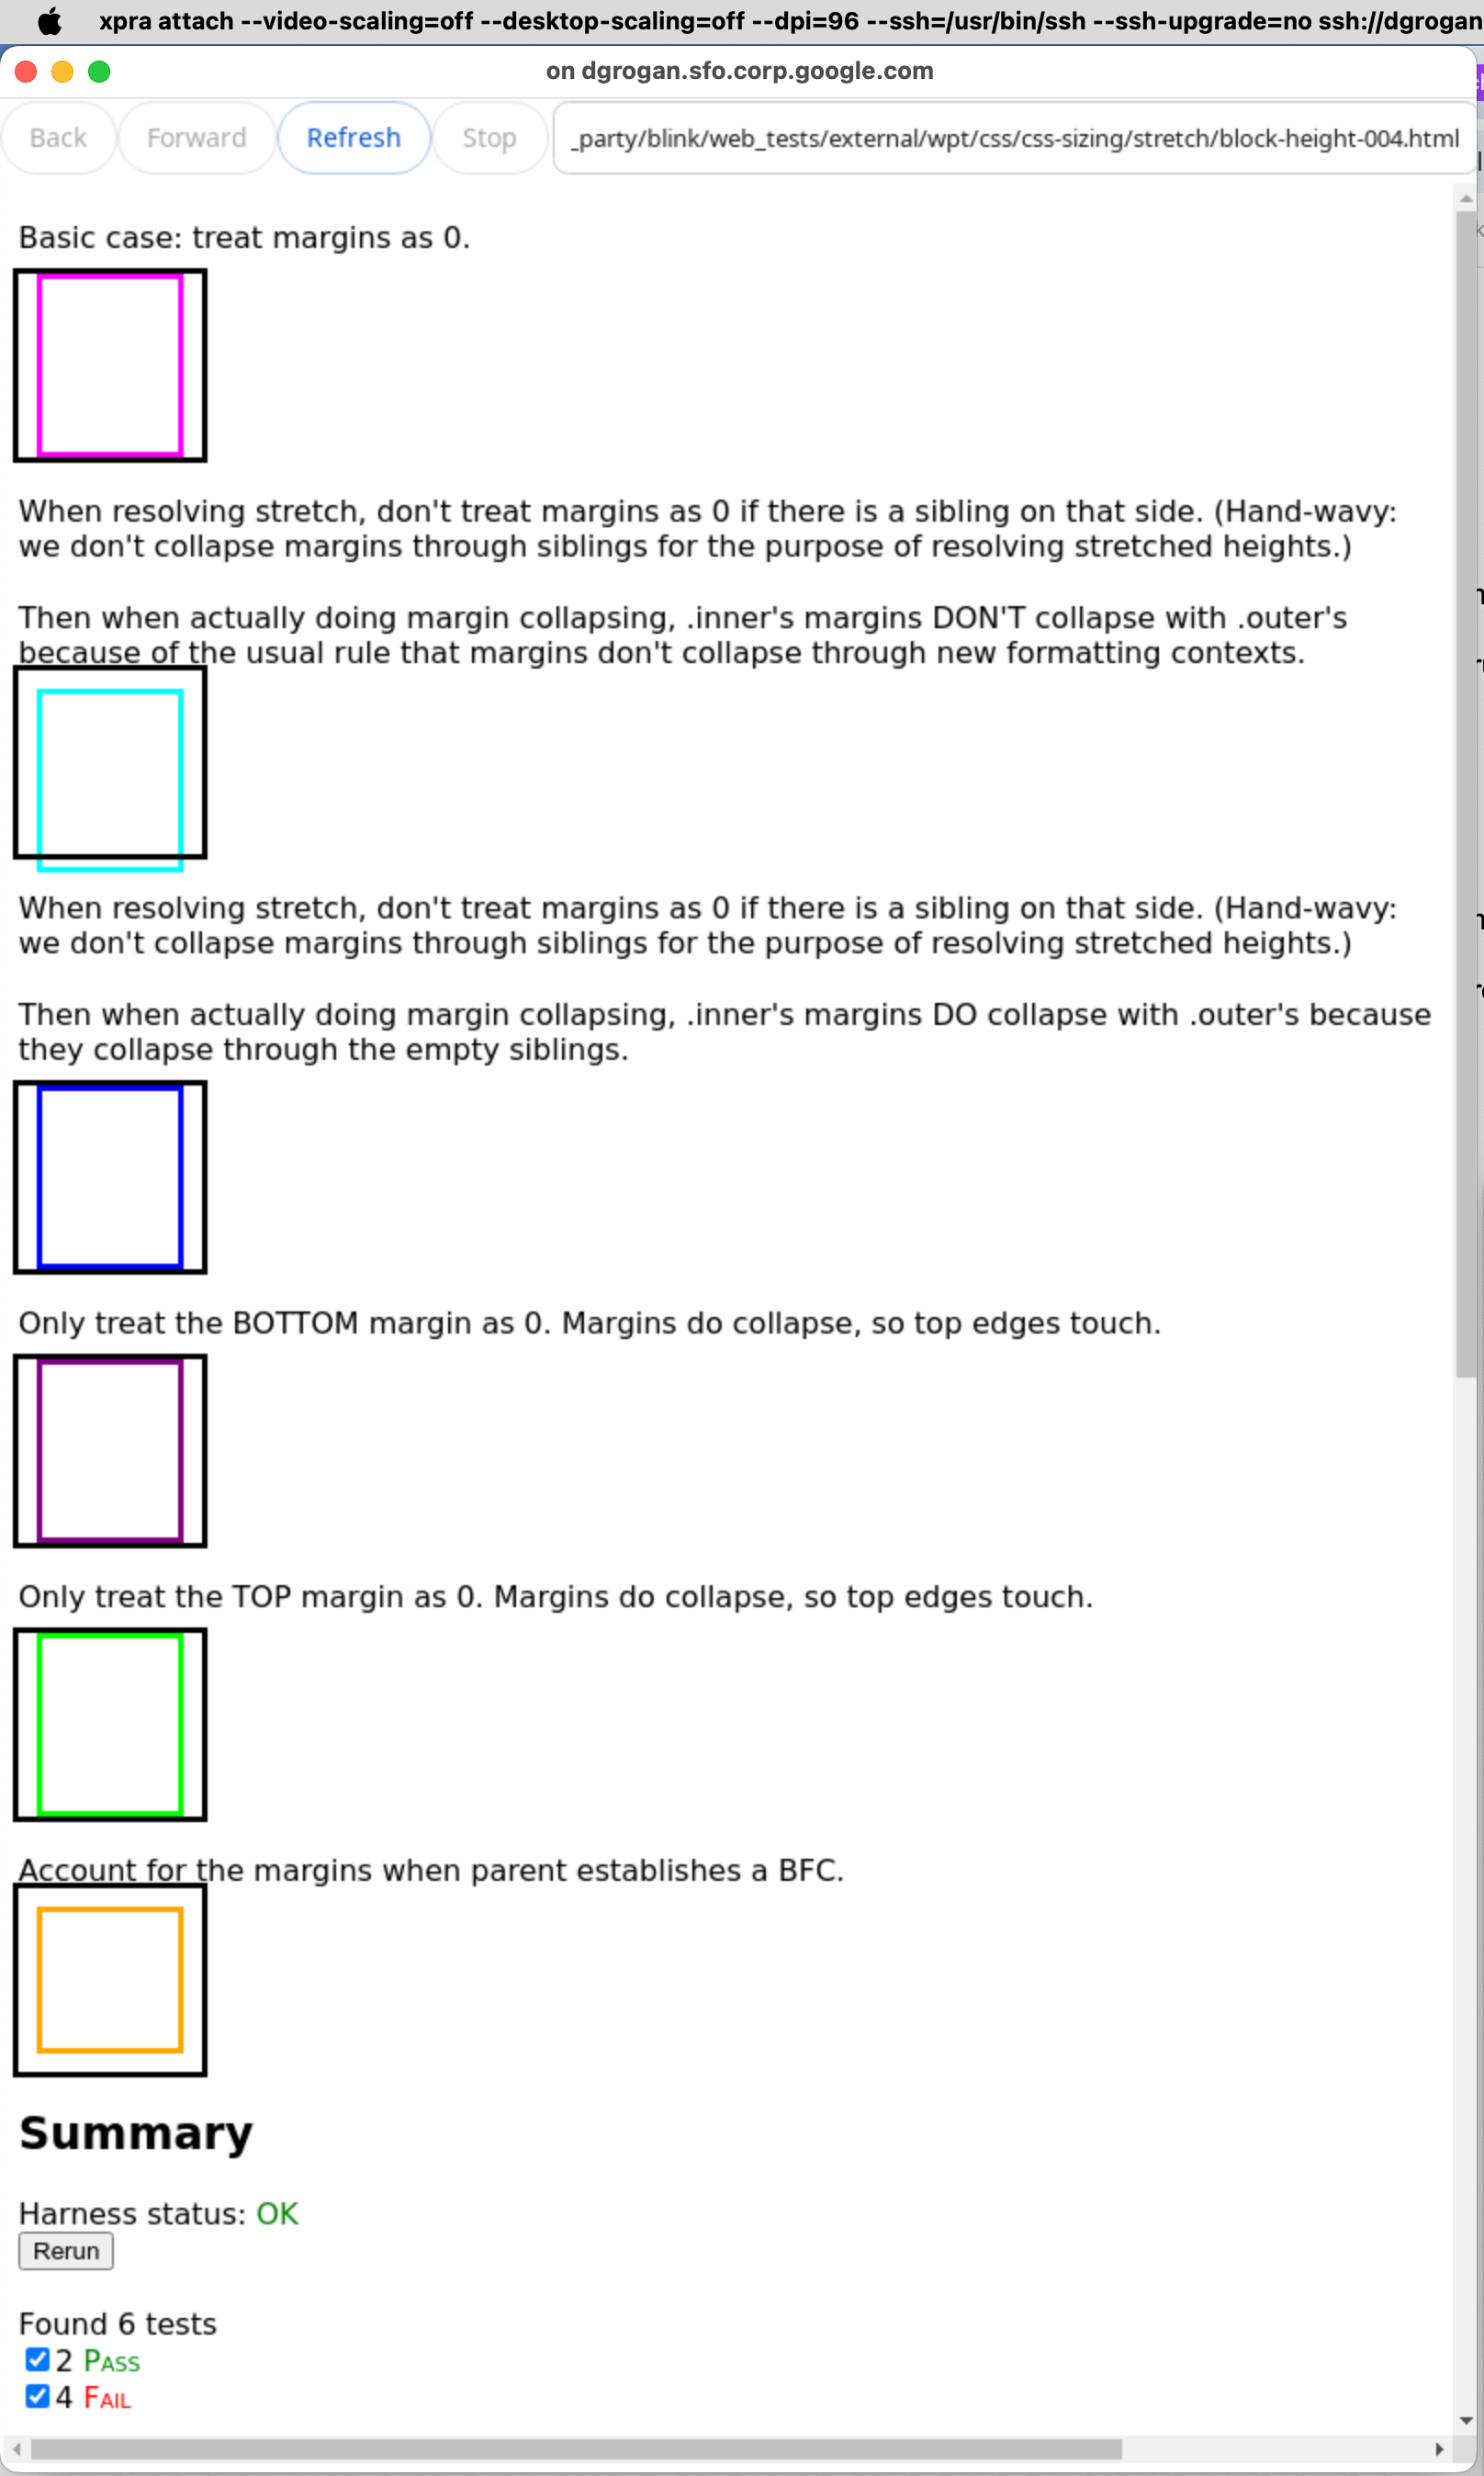 xpra attach --video-scaling=off --desktop-scaling=off --dpi=96 --ssh=/usr/bin/ssh --ssh-upgrade=no ssh://dgrogan
on dgrogan.sfo.corp.google.com
Back Forward Refresh Stop _party/blink/web_tests/external/wpt/css/css-sizing/stretch/block-height-004.html
Basic case: treat margins as 0.
When resolving stretch, don't treat margins as 0 if there is a sibling on that side. (Hand-wavy:
we don't collapse margins through siblings for the purpose of resolving stretched heights.)
Then when actually doing margin collapsing, .inner's margins DON'T collapse with .outer's
because of the usual rule that margins don't collapse through new formatting contexts.
When resolving stretch, don't treat margins as 0 if there is a sibling on that side. (Hand-wavy:
we don't collapse margins through siblings for the purpose of resolving stretched heights.)
Then when actually doing margin collapsing, .inner's margins DO collapse with .outer's because
they collapse through the empty siblings.
Only treat the BOTTOM margin as 0. Margins do collapse, so top edges touch.
Only treat the TOP margin as 0. Margins do collapse, so top edges touch.
Account for the margins when parent establishes a BFC.
Summary
Harness status: OK
Rerun
Found 6 tests
2 Pass
4 Fail